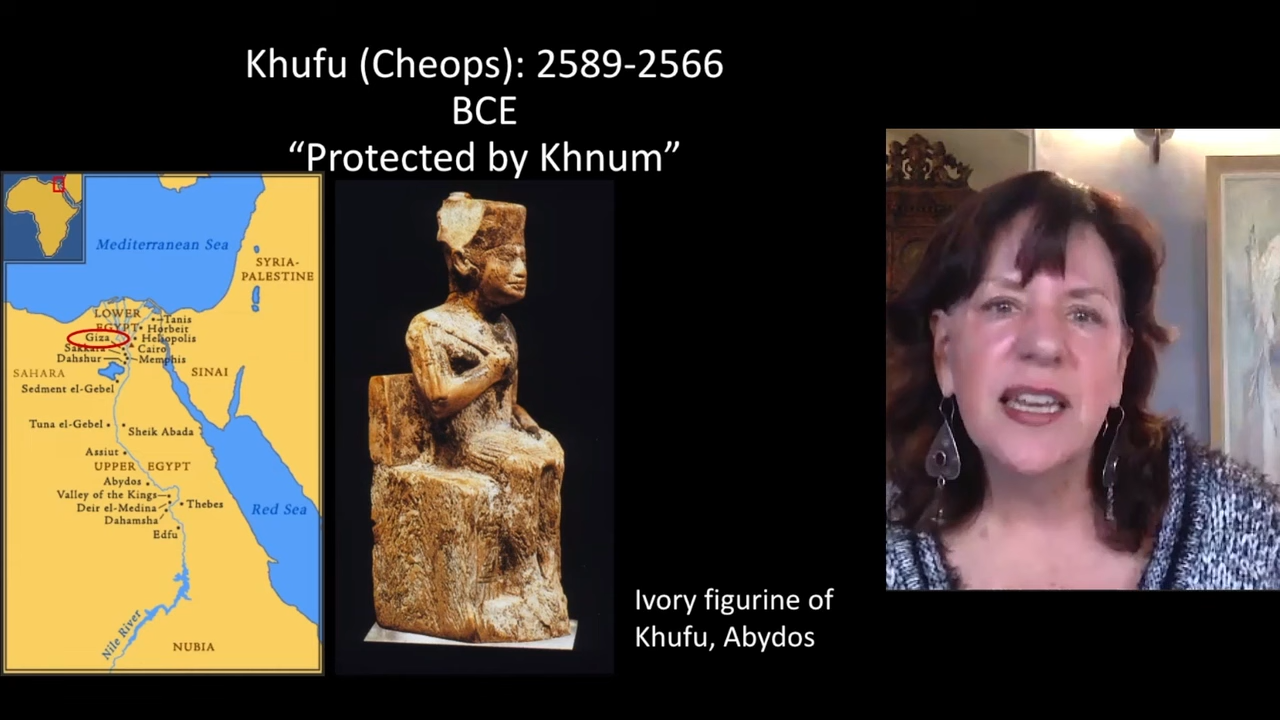 Khufu (Cheops): 2589-2566
BCE
“Protected by Khnum”
Mediterranean Sea
SYRIA-
PALESTINE
LOWER
EGYPT
Tanis
Horbeit
Giza
Heliopolis
Sakkara
Cairo
Dahshur
Memphis
SAHARA
SINAI
Sedment el-Gebel
Tuna el-Gebel
Sheik Abada
Assiut
UPPER EGYPT
Abydos
Valley of the Kings
Thebes
Deir el-Medina
Dahamsha
Red Sea
Edfu
Nile River
NUBIA
Ivory figurine of
Khufu, Abydos